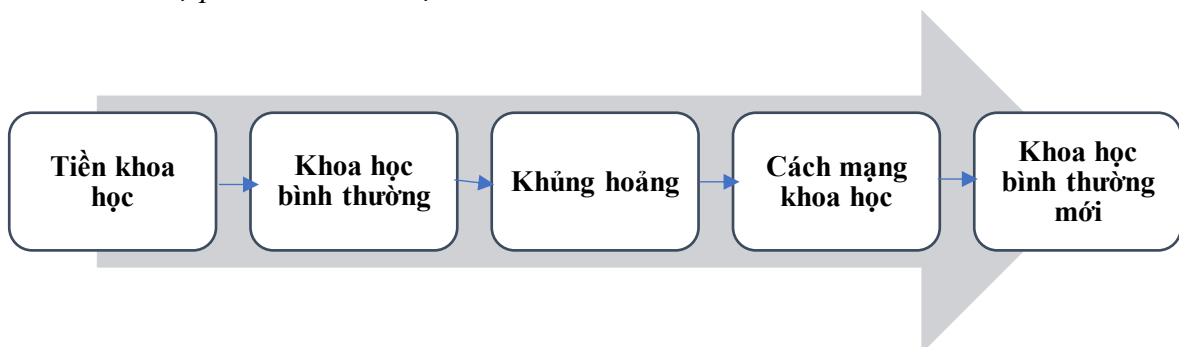 Tiền khoa
học
Khoa học
bình thường
Khủng hoảng
Cách mạng
khoa học
Khoa học
bình thường
mới